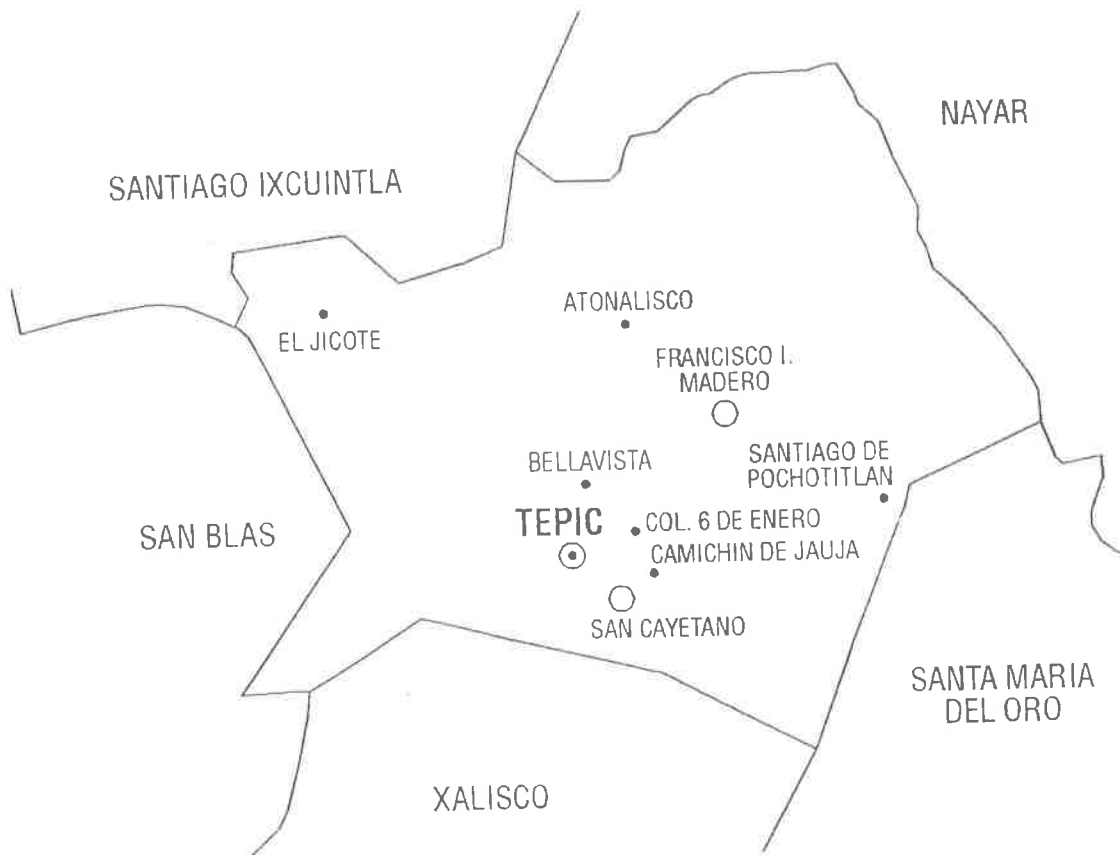 NAYAR
SANTIAGO IXCUINTLA
ATONALISCO
EL JICOTE
FRANCISCO I.
MADERO
BELLAVISTA
SANTIAGO DE
POCHOTITLAN
TEPIC
COL. 6 DE ENERO
SAN BLAS
CAMICHIN DE JAUJA
SAN CAYETANO
SANTA MARIA
DEL ORO
XALISCO